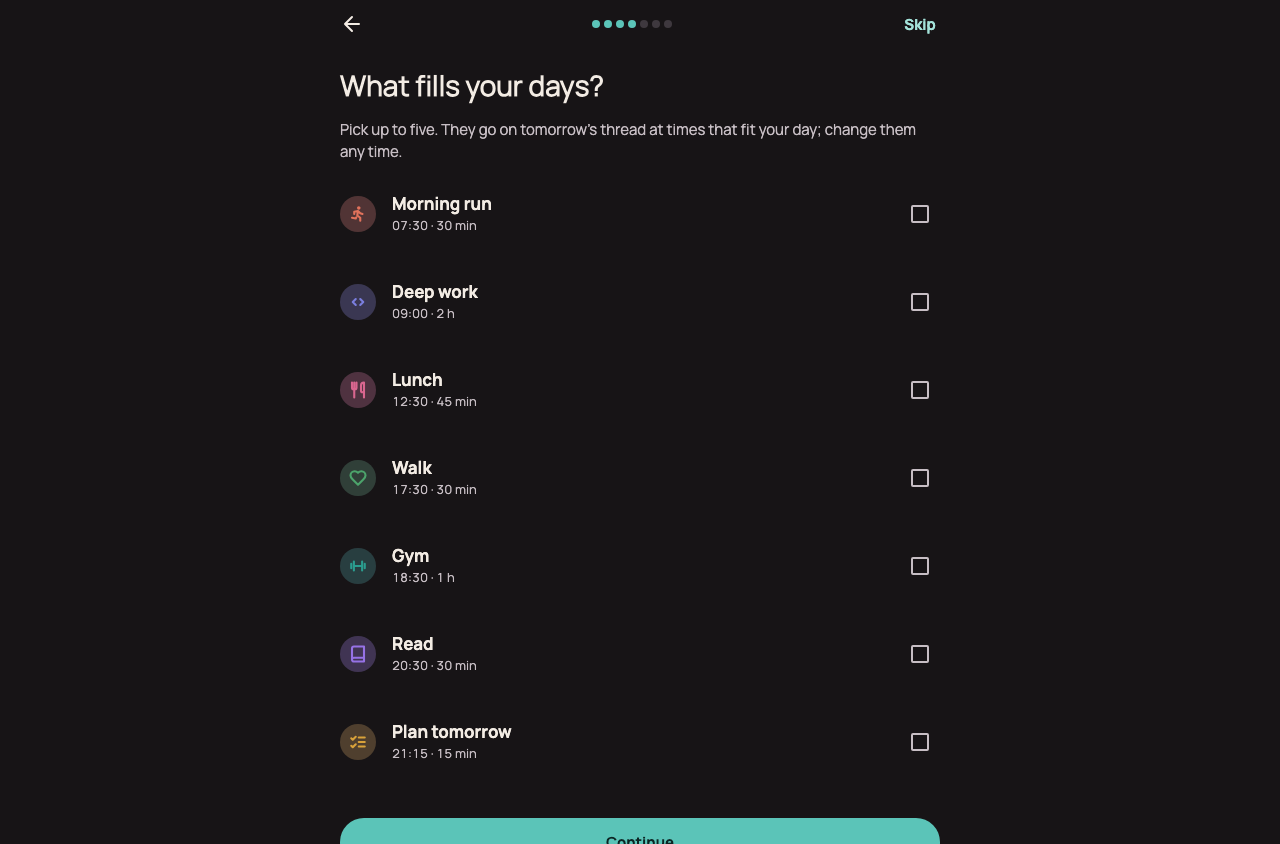 Skip
What fills your days?
Pick up to five. They go on tomorrow's thread at times that fit your day; change them
any time.
Morning run
07:30 · 30 min
Deep work
09:00 · 2 h
Lunch
12:30 · 45 min
Walk
17:30 · 30 min
Gym
18:30 · 1 h
Read
20:30 · 30 min
Plan tomorrow
21:15 · 15 min
Continue